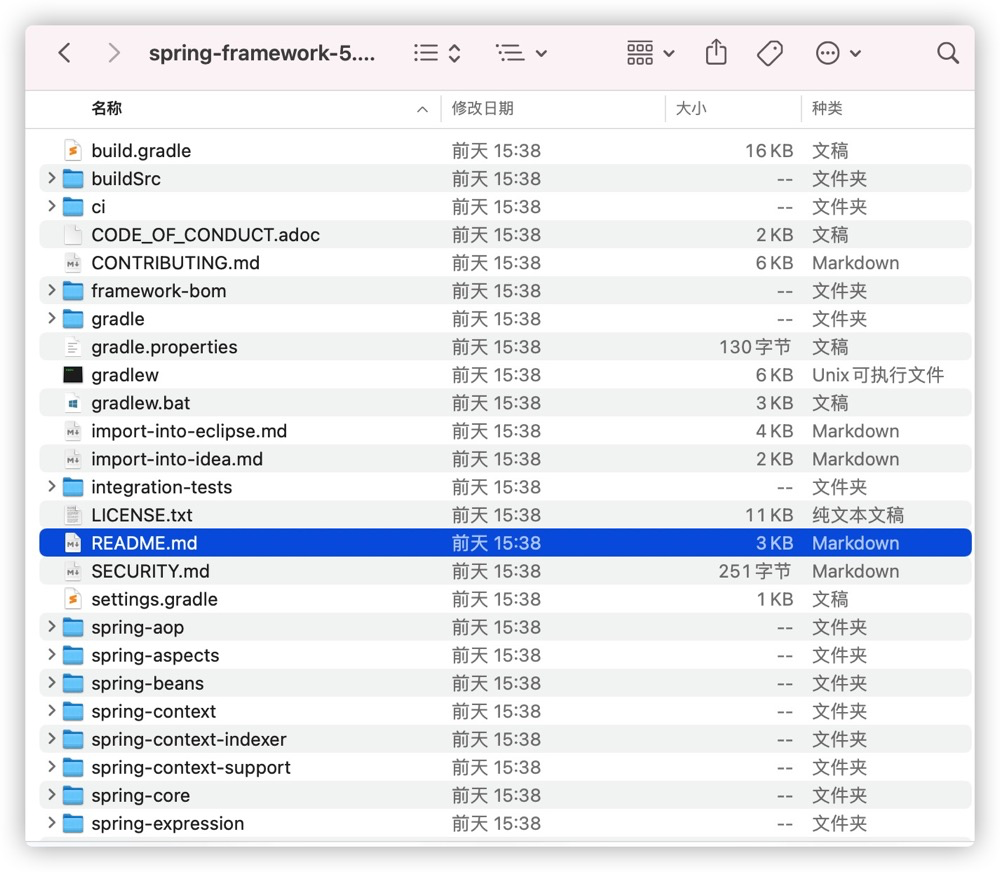 spring-framework-5....
名称 修改日期 大小 种类
build.gradle 前天 15:38 16 KB 文稿
buildSrc 前天 15:38 -- 文件夹
ci 前天 15:38 -- 文件夹
CODE_OF_CONDUCT.adoc 前天 15:38 2 KB 文稿
CONTRIBUTING.md 前天 15:38 6 KB Markdown
framework-bom 前天 15:38 -- 文件夹
gradle 前天 15:38 -- 文件夹
gradle.properties 前天 15:38 130 字节 文稿
gradlew 前天 15:38 6 KB Unix 可执行文件
gradlew.bat 前天 15:38 3 KB 文稿
import-into-eclipse.md 前天 15:38 4 KB Markdown
import-into-idea.md 前天 15:38 2 KB Markdown
integration-tests 前天 15:38 -- 文件夹
LICENSE.txt 前天 15:38 11 KB 纯文本文稿
README.md 前天 15:38 3 KB Markdown
SECURITY.md 前天 15:38 251 字节 Markdown
settings.gradle 前天 15:38 1 KB 文稿
spring-aop 前天 15:38 -- 文件夹
spring-aspects 前天 15:38 -- 文件夹
spring-beans 前天 15:38 -- 文件夹
spring-context 前天 15:38 -- 文件夹
spring-context-indexer 前天 15:38 -- 文件夹
spring-context-support 前天 15:38 -- 文件夹
spring-core 前天 15:38 -- 文件夹
spring-expression 前天 15:38 -- 文件夹